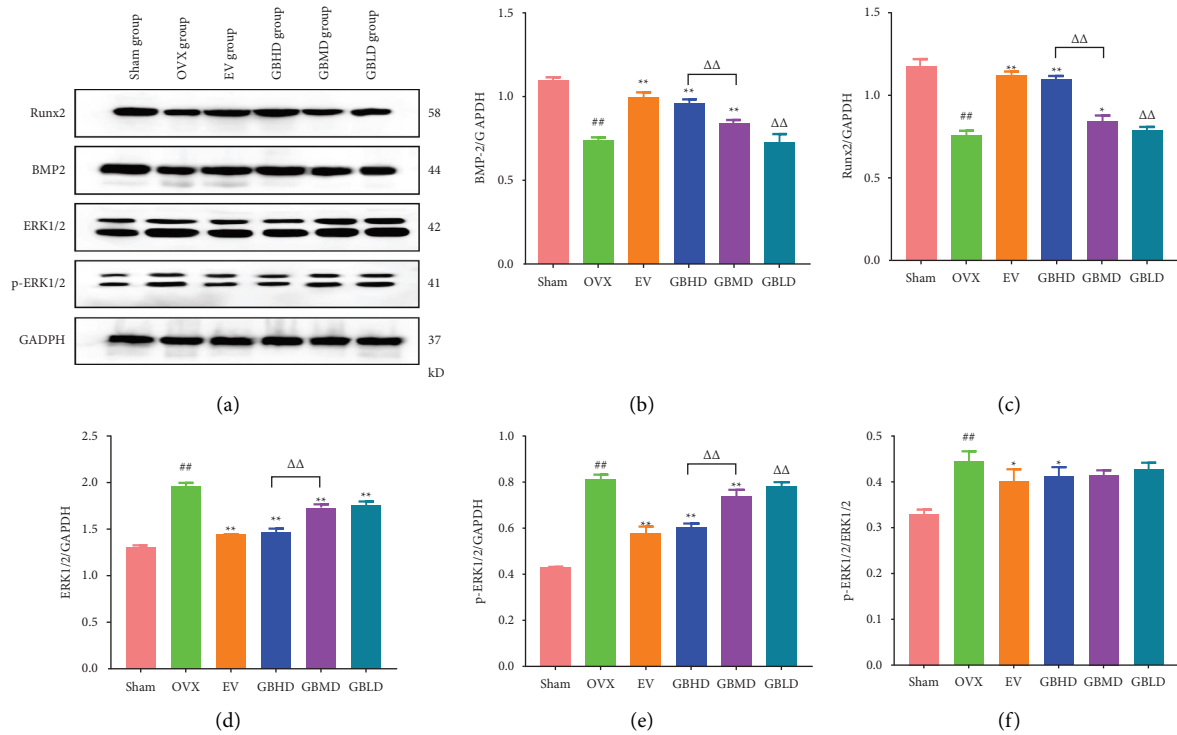 Sham group
OVX group
EV group
GBHD group
GBMD group
GBLD group
Runx2
58
BMP2
44
ERK1/2
42
p-ERK1/2
41
GADPH
37
kD
(a)
1.5
1.0
0.5
0.0
BMP-2/G APDH
##
**
**
ΔΔ
**
ΔΔ
Sham OVX EV GBHD GBMD GBLD
(b)
1.5
1.0
0.5
0.0
Runx2/GAPDH
##
**
**
ΔΔ
*
ΔΔ
Sham OVX EV GBHD GBMD GBLD
(c)
2.5
2.0
1.5
1.0
0.5
0.0
ERK1/2/GAPDH
##
**
**
ΔΔ
**
**
Sham OVX EV GBHD GBMD GBLD
(d)
1.0
0.8
0.6
0.4
0.2
0.0
p-ERK1/2/GAPDH
##
**
**
ΔΔ
**
ΔΔ
Sham OVX EV GBHD GBMD GBLD
(e)
0.5
0.4
0.3
0.2
0.1
0.0
p-ERK1/2/ERK1/2
##
*
*
Sham OVX EV GBHD GBMD GBLD
(f)